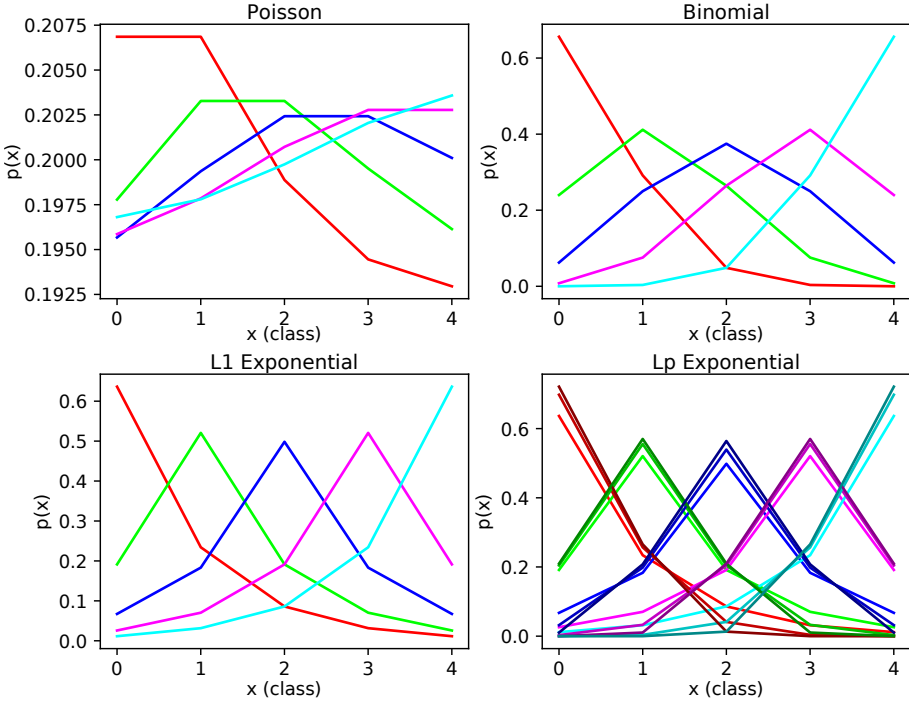 Poisson
0.2075
0.2050
0.2025
0.2000
0.1975
0.1950
0.1925
p(x)
0 1 2 3 4
x (class)
Binomial
0.6
0.4
0.2
0.0
p(x)
0 1 2 3 4
x (class)
L1 Exponential
0.6
0.5
0.4
0.3
0.2
0.1
0.0
p(x)
0 1 2 3 4
x (class)
Lp Exponential
0.6
0.4
0.2
0.0
p(x)
0 1 2 3 4
x (class)